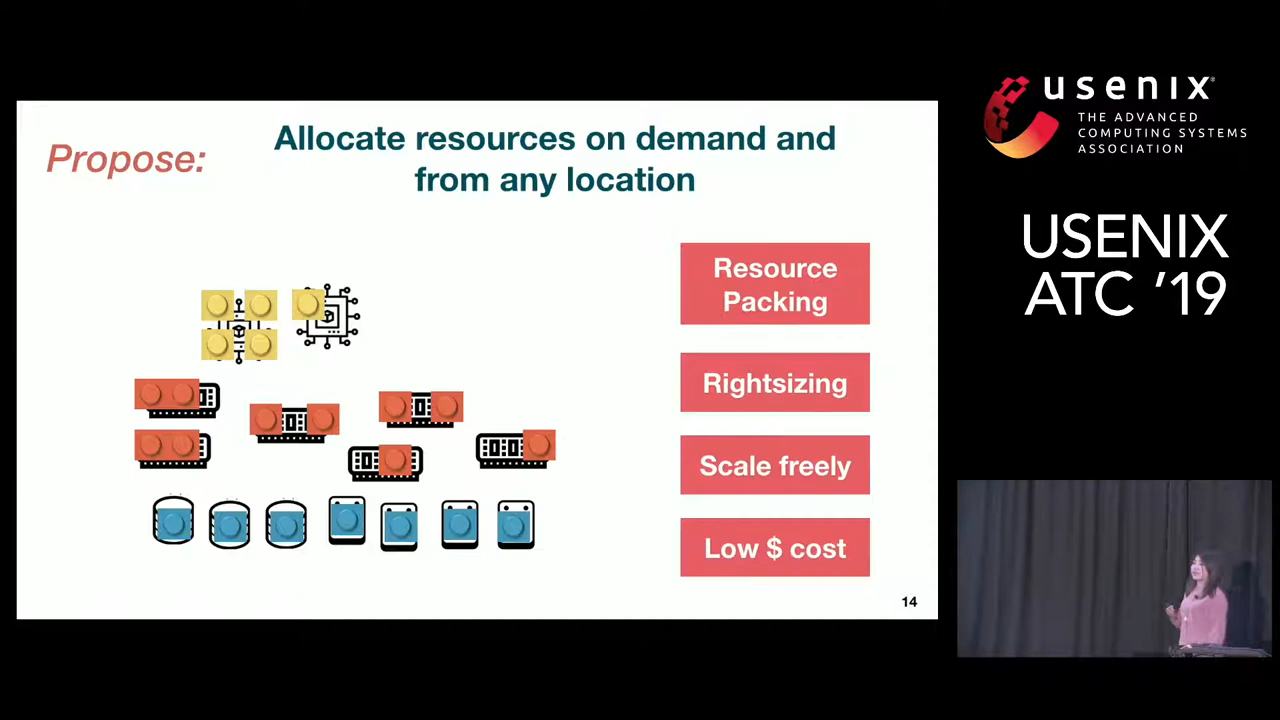 Propose:
Allocate resources on demand and
from any location
Resource
Packing
Rightsizing
Scale freely
Low $ cost
14
usenix
THE ADVANCED
COMPUTING SYSTEMS
ASSOCIATION
USENIX
ATC '19